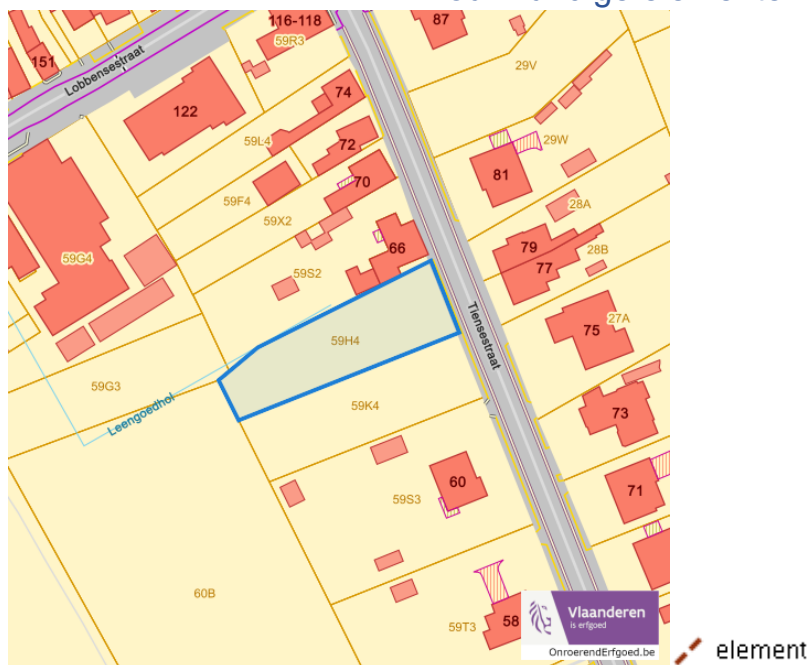 116-118
59R3
87
151
Lobbensestraat
29V
122
74
59L4
72
29W
81
70
59F4
59X2
28A
66
79
28B
59G4
77
59S2
27A
59H4
Tiensestraat
75
59G3
59K4
Leengoedhol
73
60
71
59S3
60B
Vlaanderen
is erfgoed
59T3
58
OnroerendErfgoed.be
element